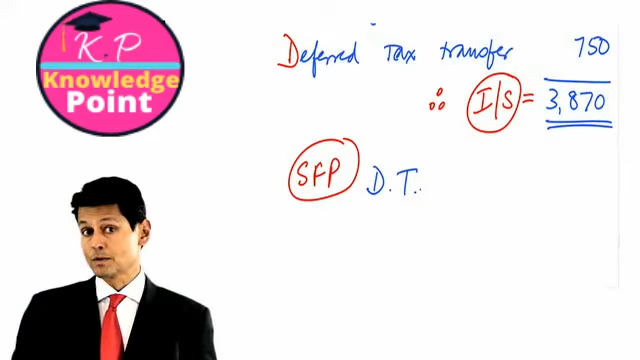 K.P
Knowledge
Point
Deferred Tax transfer 750
∴ I/S = 3,870
SFP D.T.